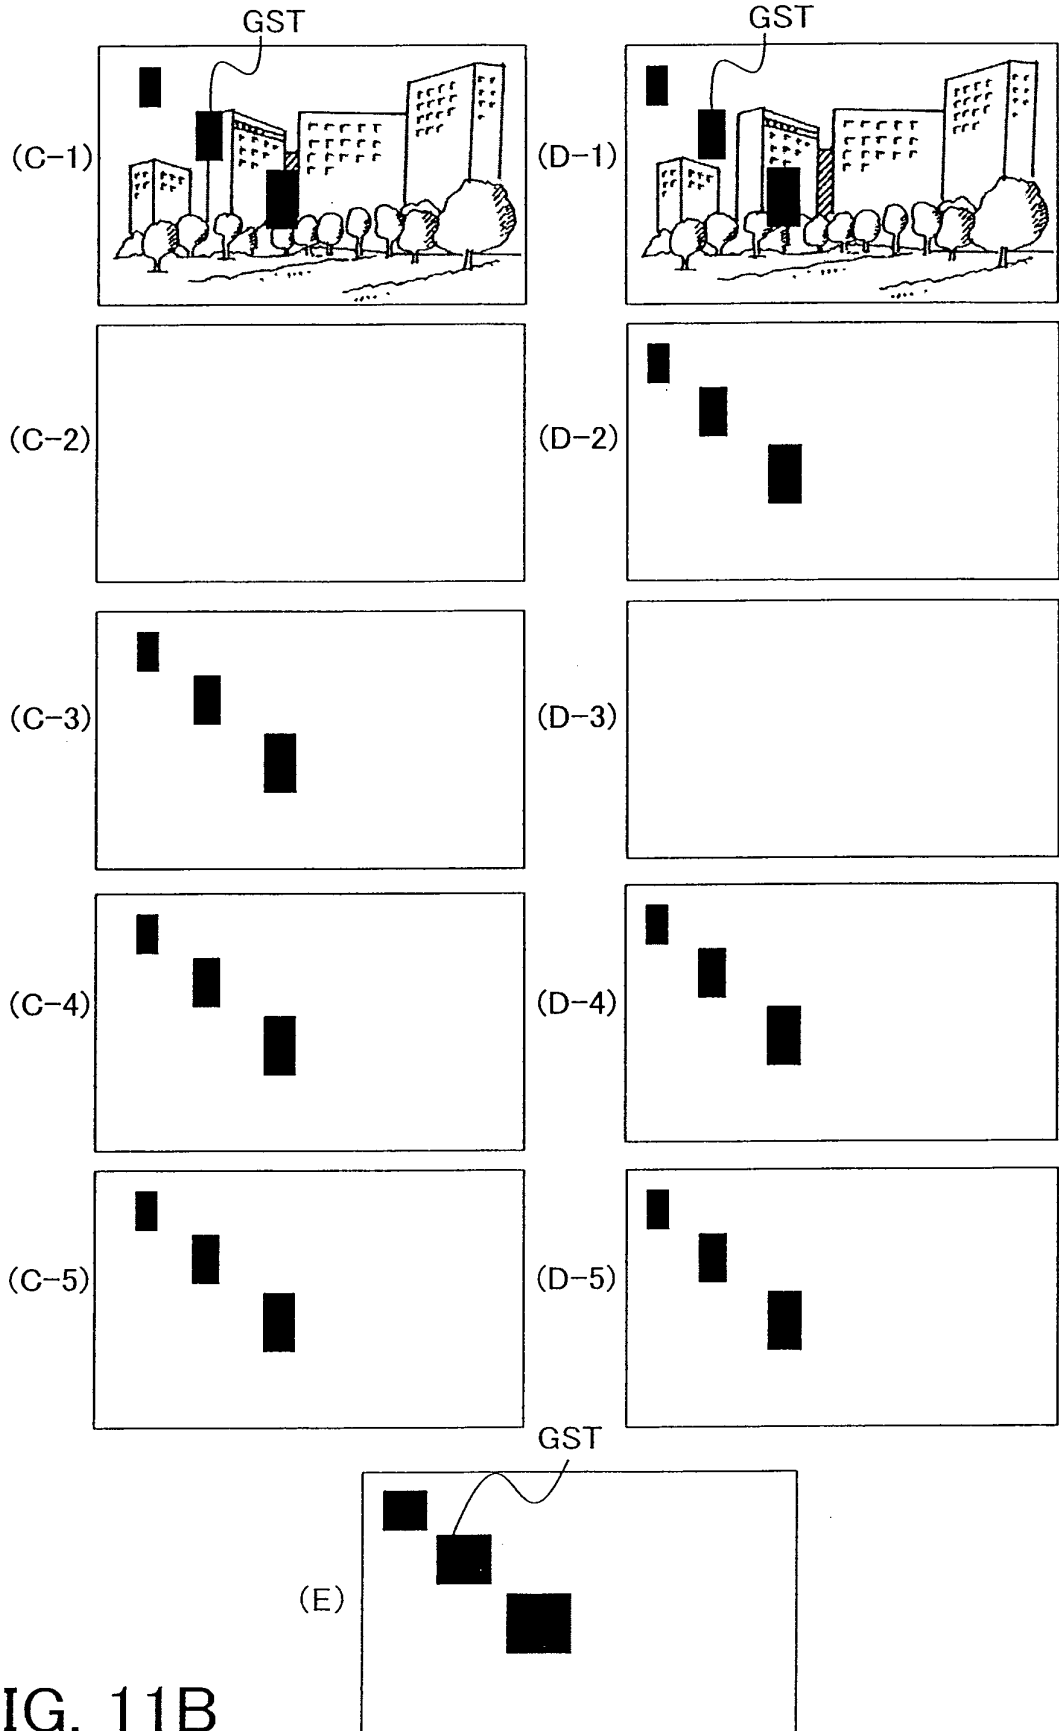 GST GST
(C-1) (D-1)
(C-2) (D-2)
(C-3) (D-3)
(C-4) (D-4)
(C-5) (D-5)
GST
(E)
IG. 11B